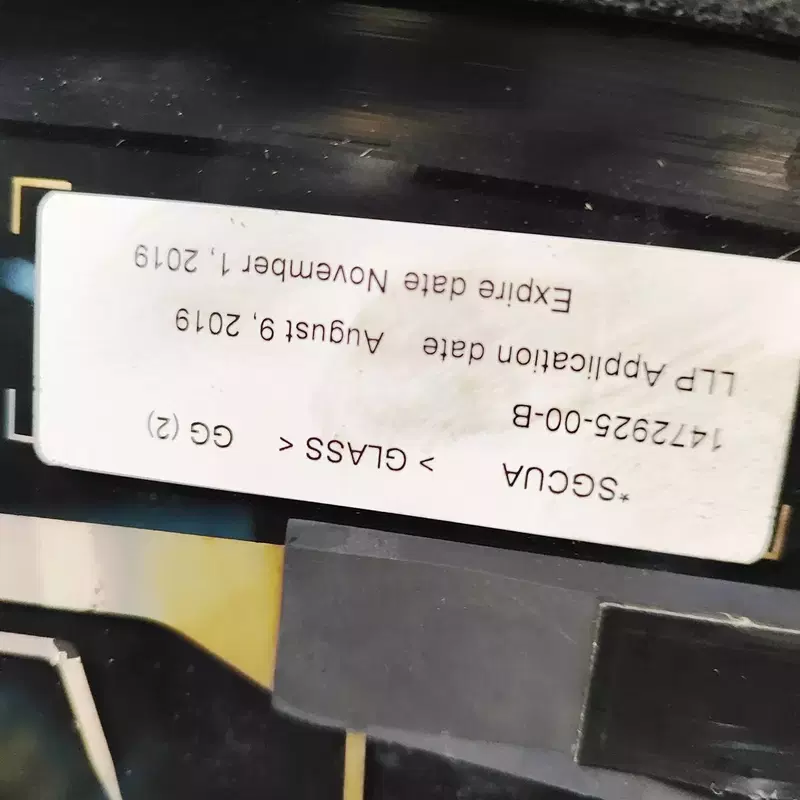 *SGCUA > GLASS < GG (2)
1472925-00-B
LLP Application date August 9, 2019
Expire date November 1, 2019